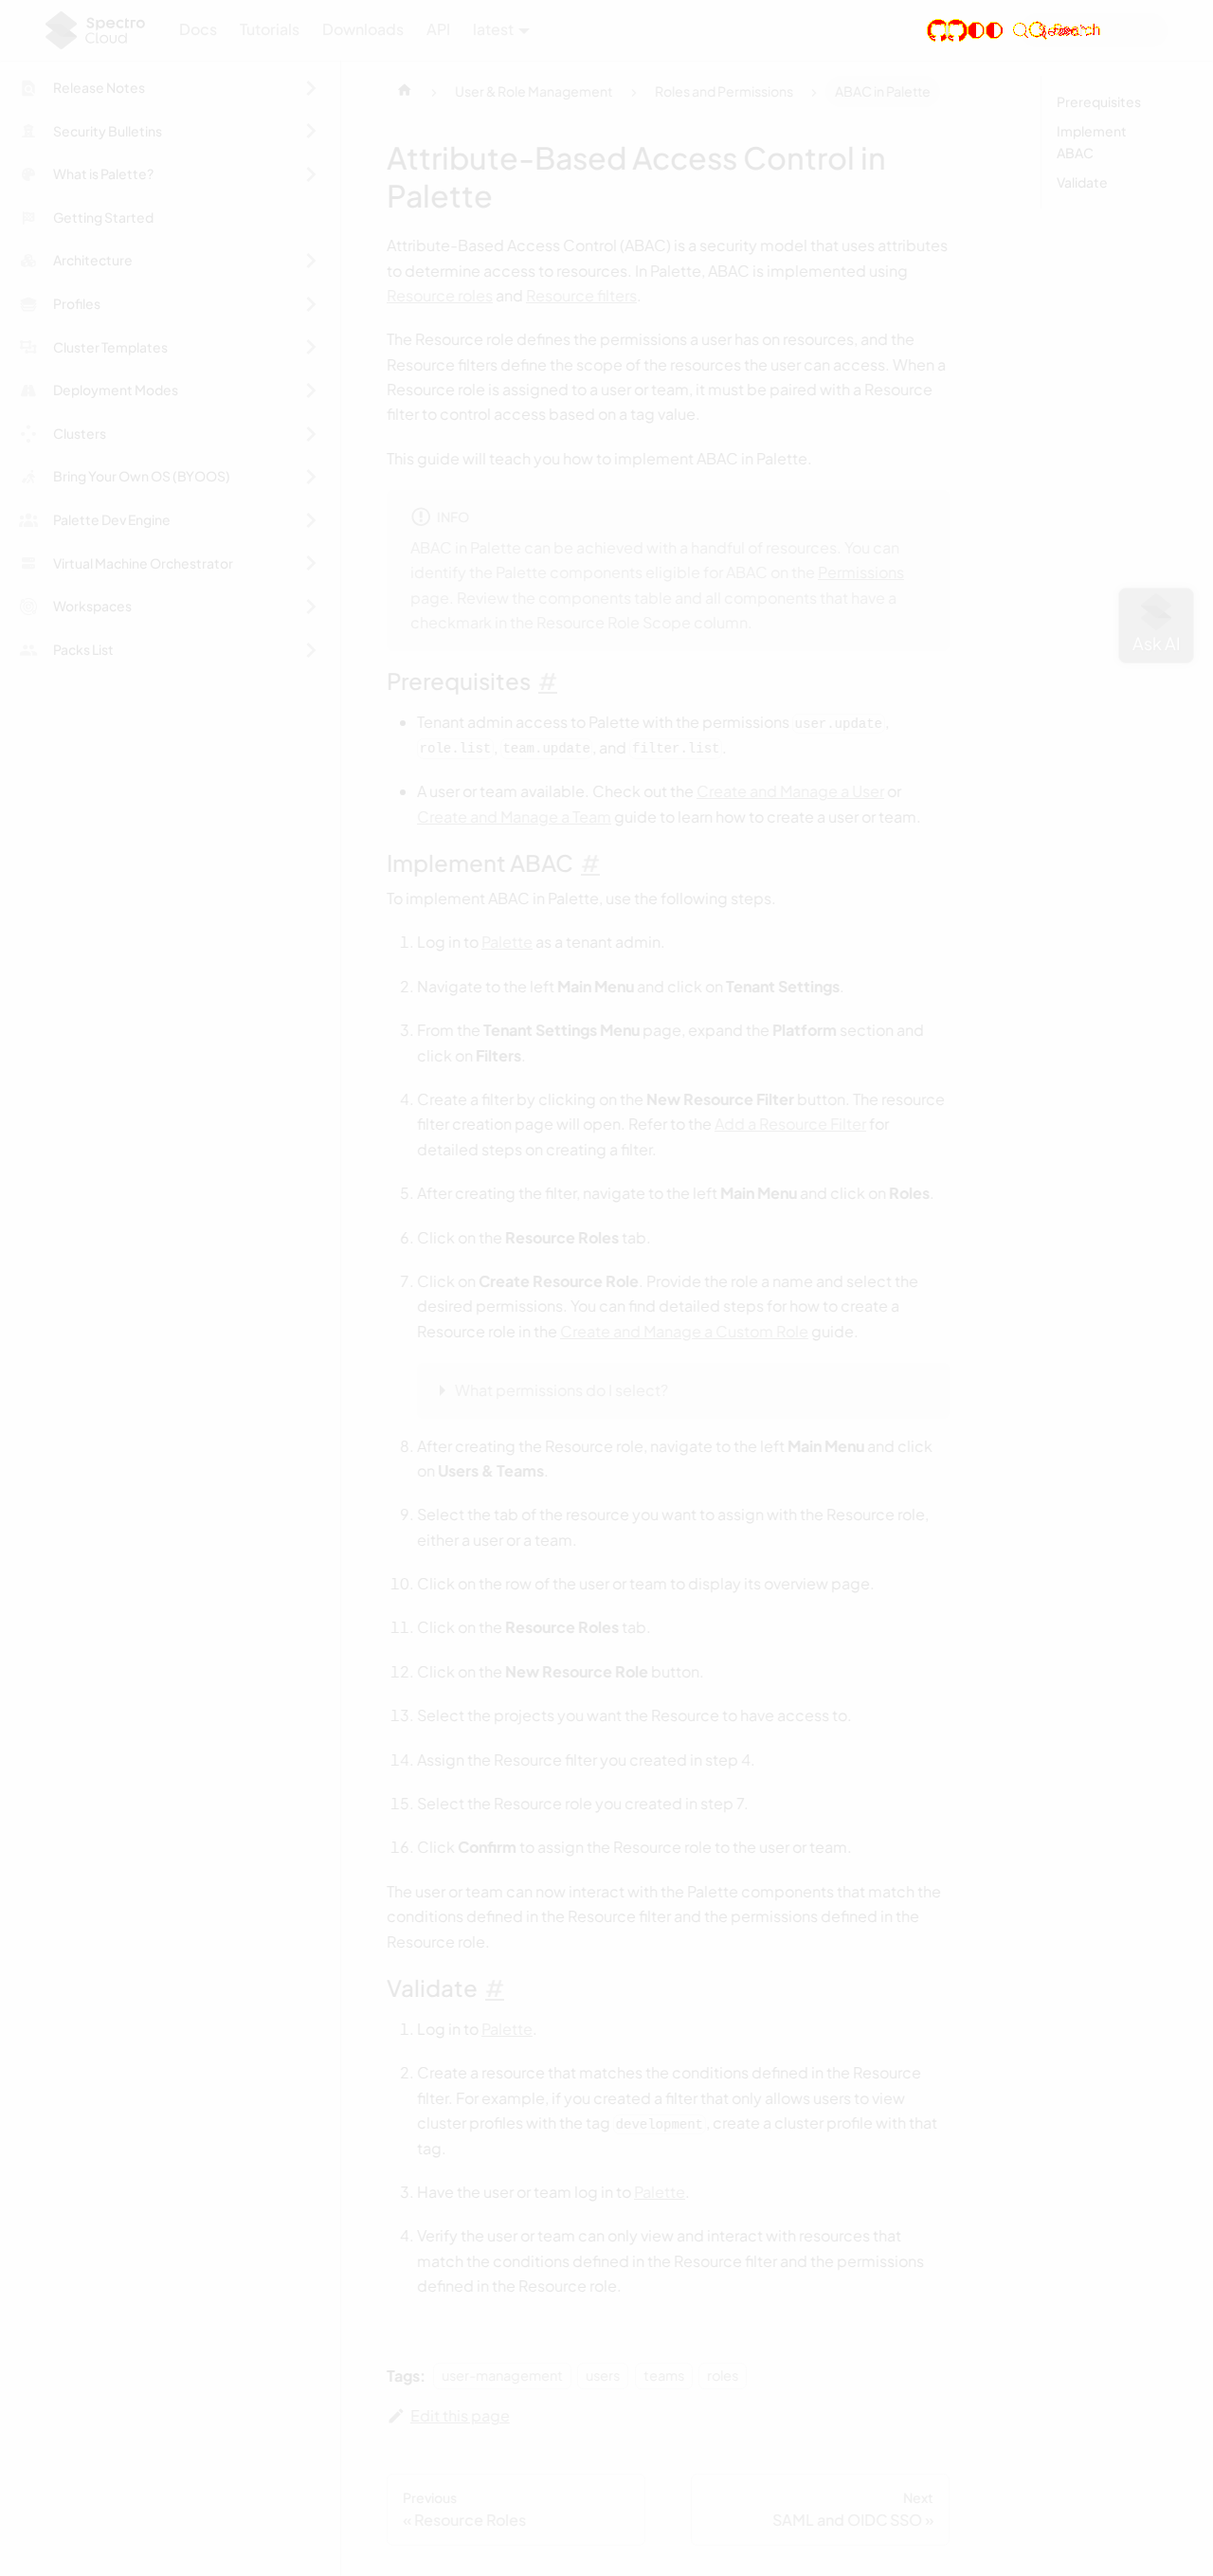 Spectro
Cloud
Docs
Tutorials
Downloads
API
latest
Search
Release Notes
Security Bulletins
What is Palette?
Getting Started
Architecture
Profiles
Cluster Templates
Deployment Modes
Clusters
Bring Your Own OS (BYOOS)
Palette Dev Engine
Virtual Machine Orchestrator
Workspaces
Packs List
User & Role Management
Roles and Permissions
ABAC in Palette
Attribute-Based Access Control in
Palette
Attribute-Based Access Control (ABAC) is a security model that uses attributes
to determine access to resources. In Palette, ABAC is implemented using
Resource roles and Resource filters.
The Resource role defines the permissions a user has on resources, and the
Resource filters define the scope of the resources the user can access. When a
Resource role is assigned to a user or team, it must be paired with a Resource
filter to control access based on a tag value.
This guide will teach you how to implement ABAC in Palette.
INFO
ABAC in Palette can be achieved with a handful of resources. You can
identify the Palette components eligible for ABAC on the Permissions
page. Review the components table and all components that have a
checkmark in the Resource Role Scope column.
Prerequisites #
• Tenant admin access to Palette with the permissions user.update,
role.list, team.update, and filter.list.
• A user or team available. Check out the Create and Manage a User or
Create and Manage a Team guide to learn how to create a user or team.
Implement ABAC #
To implement ABAC in Palette, use the following steps.
1. Log in to Palette as a tenant admin.
2. Navigate to the left Main Menu and click on Tenant Settings.
3. From the Tenant Settings Menu page, expand the Platform section and
click on Filters.
4. Create a filter by clicking on the New Resource Filter button. The resource
filter creation page will open. Refer to the Add a Resource Filter for
detailed steps on creating a filter.
5. After creating the filter, navigate to the left Main Menu and click on Roles.
6. Click on the Resource Roles tab.
7. Click on Create Resource Role. Provide the role a name and select the
desired permissions. You can find detailed steps for how to create a
Resource role in the Create and Manage a Custom Role guide.
What permissions do I select?
8. After creating the Resource role, navigate to the left Main Menu and click
on Users & Teams.
9. Select the tab of the resource you want to assign with the Resource role,
either a user or a team.
10. Click on the row of the user or team to display its overview page.
11. Click on the Resource Roles tab.
12. Click on the New Resource Role button.
13. Select the projects you want the Resource to have access to.
14. Assign the Resource filter you created in step 4.
15. Select the Resource role you created in step 7.
16. Click Confirm to assign the Resource role to the user or team.
The user or team can now interact with the Palette components that match the
conditions defined in the Resource filter and the permissions defined in the
Resource role.
Validate #
1. Log in to Palette.
2. Create a resource that matches the conditions defined in the Resource
filter. For example, if you created a filter that only allows users to view
cluster profiles with the tag development, create a cluster profile with that
tag.
3. Have the user or team log in to Palette.
4. Verify the user or team can only view and interact with resources that
match the conditions defined in the Resource filter and the permissions
defined in the Resource role.
Tags: user-management users teams roles
Edit this page
Previous
« Resource Roles
Next
SAML and OIDC SSO »
Prerequisites
Implement
ABAC
Validate
Ask AI